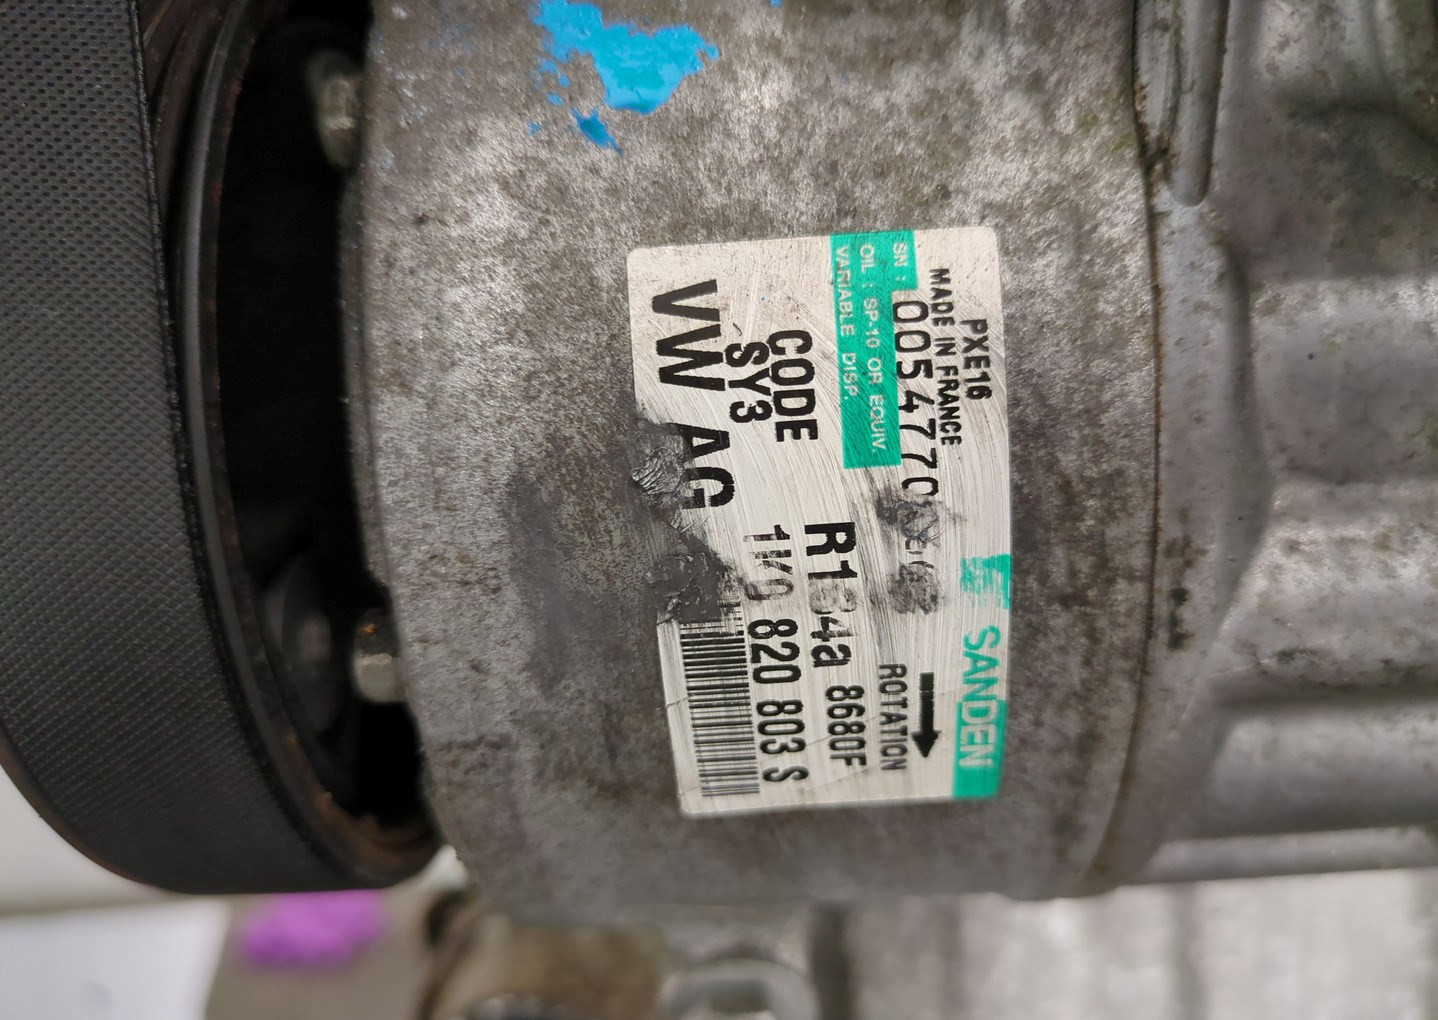 SANDEN
PXE16
MADE IN FRANCE
SN : 0054770
OIL : SP-10 OR EQUIV.
VARIABLE DISP.
ROTATION
CODE
SY3
R134a 8680F
VW AG
1K0 820 803 S